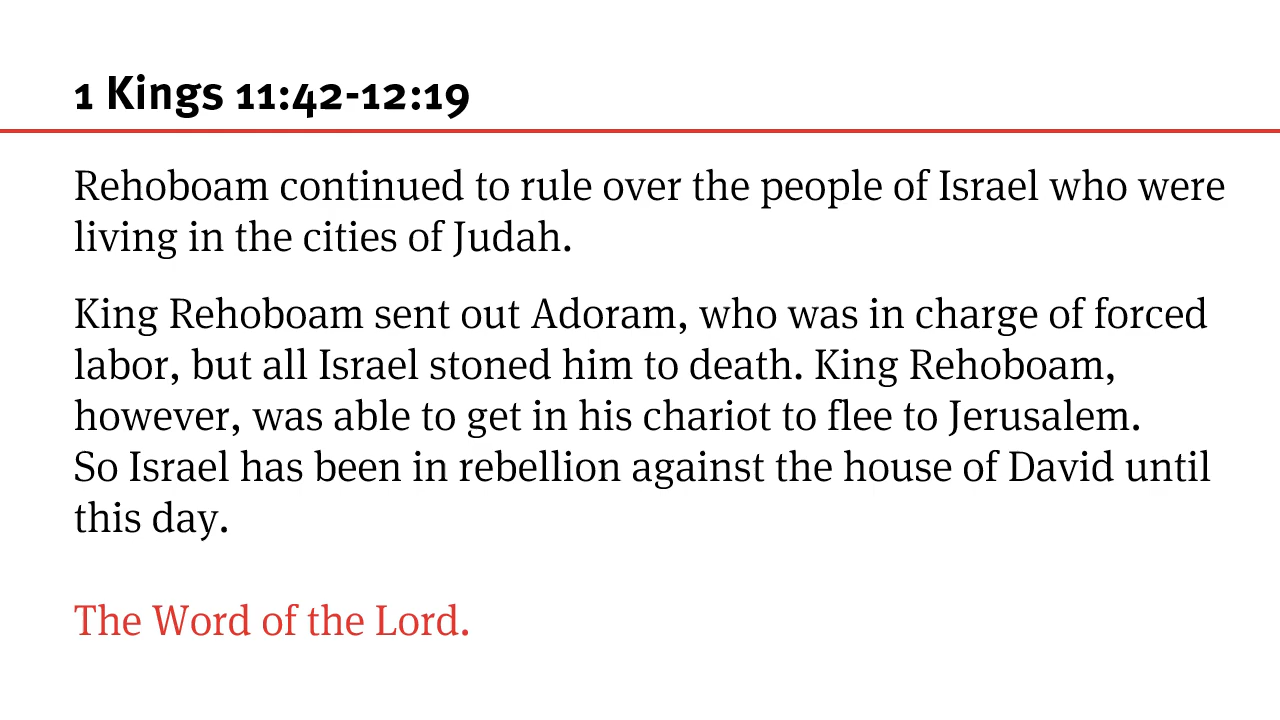 1 Kings 11:42-12:19
Rehoboam continued to rule over the people of Israel who were
living in the cities of Judah.
King Rehoboam sent out Adoram, who was in charge of forced
labor, but all Israel stoned him to death. King Rehoboam,
however, was able to get in his chariot to flee to Jerusalem.
So Israel has been in rebellion against the house of David until
this day.
The Word of the Lord.